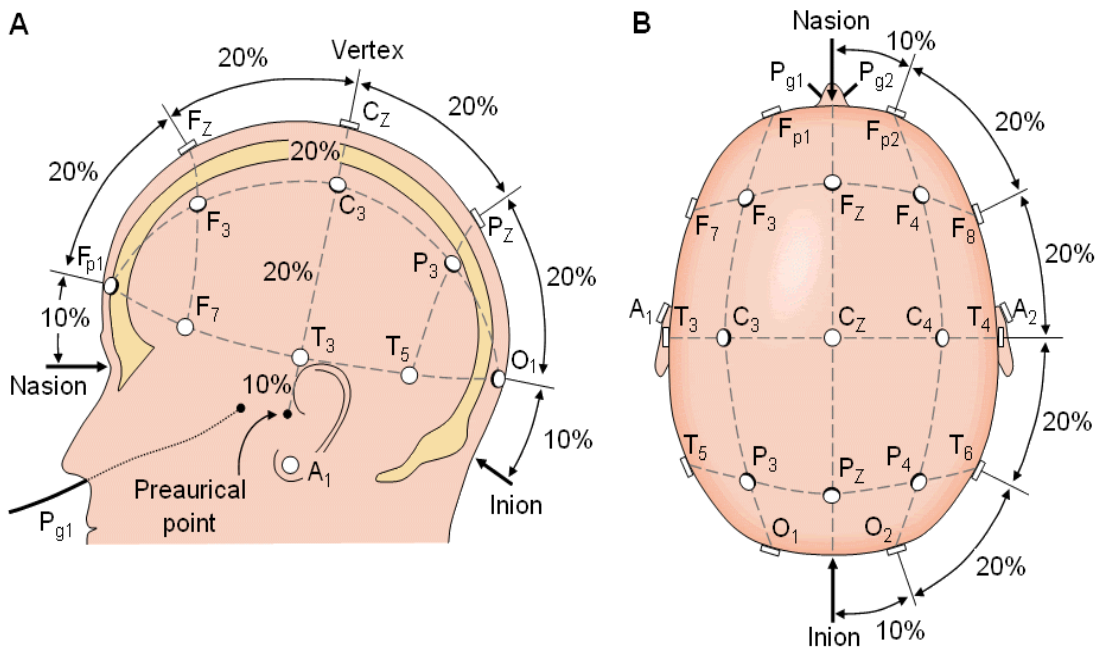 A
20%
Vertex
20%
FZ
CZ
20%
20%
F3
C3
Fp1
PZ
20%
P3
20%
10%
F7
T3
T5
O1
Nasion
10%
10%
A1
Preaurical
point
Inion
Pg1
B
Nasion
10%
Pg1
Pg2
Fp1
Fp2
20%
F7
F3
FZ
F4
F8
20%
A1
T3
C3
CZ
C4
T4
A2
20%
T5
P3
PZ
P4
T6
O1
O2
20%
10%
Inion